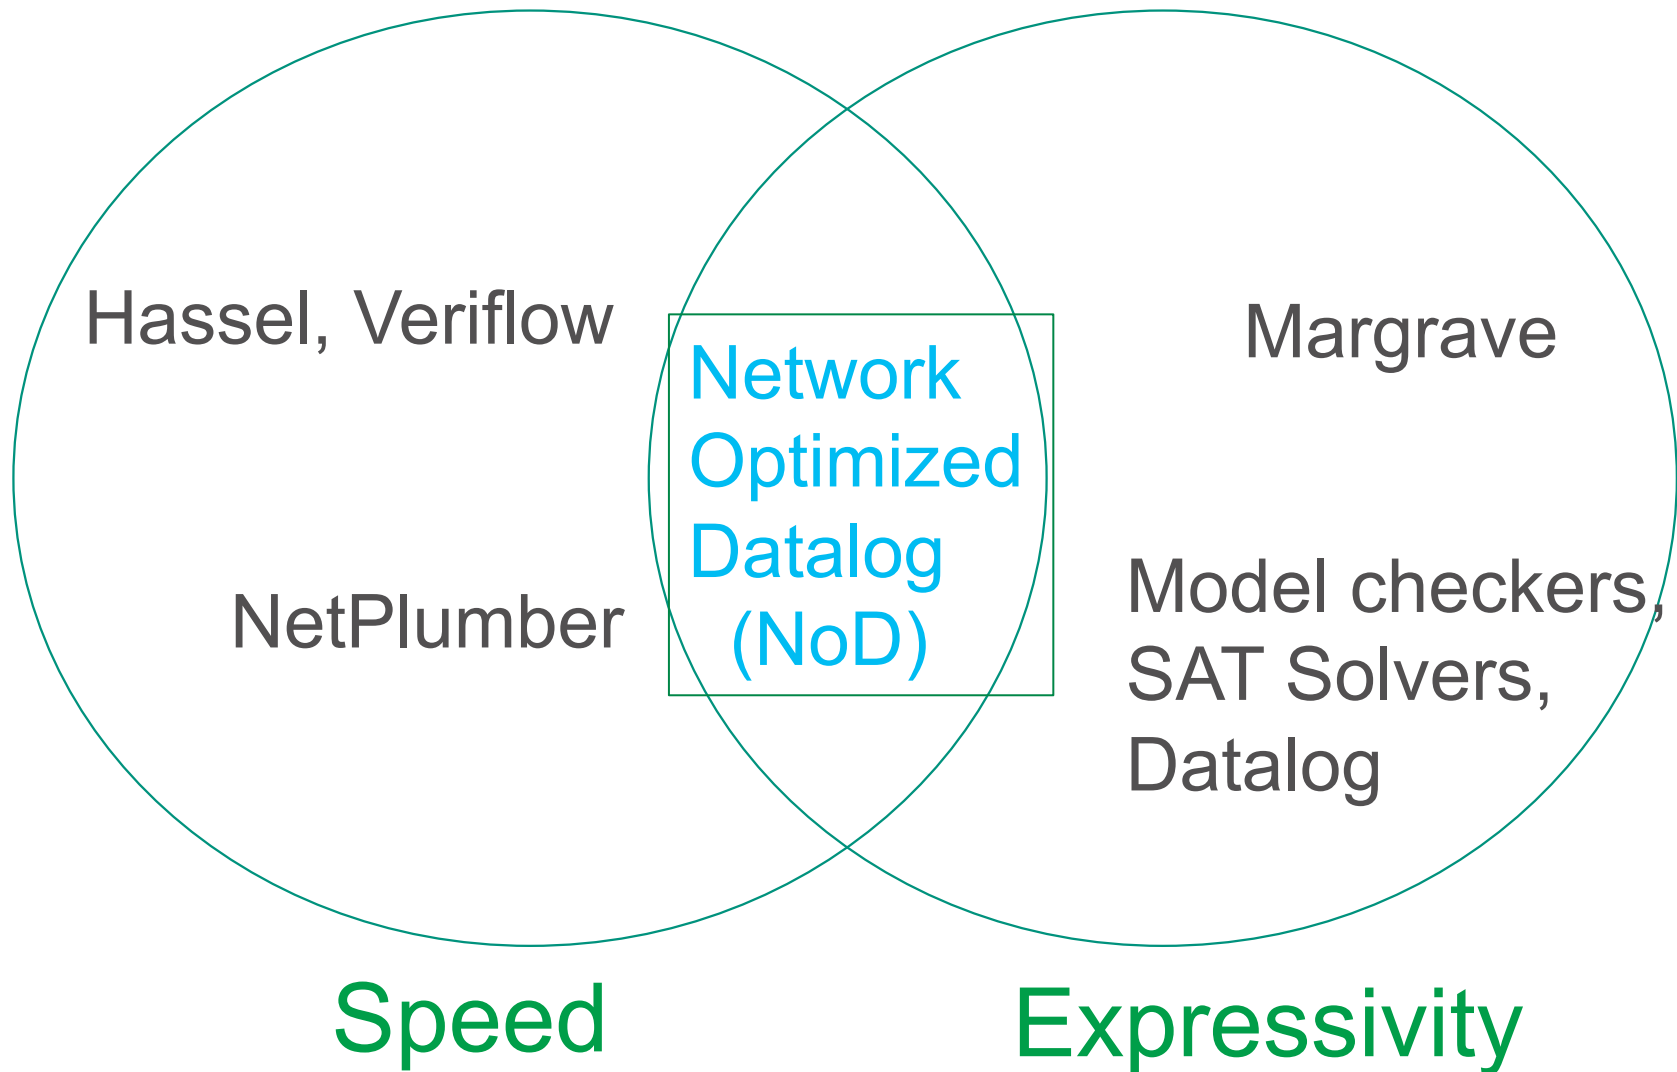 Hassel, Veriflow
NetPlumber
Network
Optimized
Datalog
(NoD)
Margrave
Model checkers,
SAT Solvers,
Datalog
Speed
Expressivity